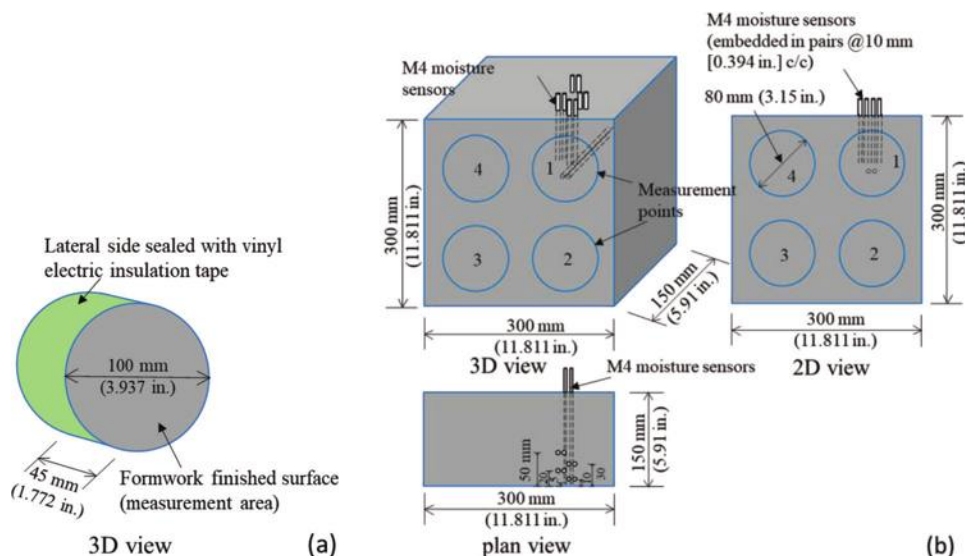 Lateral side sealed with vinyl
electric insulation tape
100 mm
(3.937 in.)
45 mm
(1.772 in.)
Formwork finished surface
(measurement area)
3D view
(a)
M4 moisture
sensors
300 mm
(11.811 in.)
4
1
3
2
Measurement
points
150 mm
(5.91 in.)
300 mm
(11.811 in.)
3D view
M4 moisture sensors
(embedded in pairs @10 mm
[0.394 in.] c/c)
80 mm (3.15 in.)
4
1
3
2
300 mm
(11.811 in.)
300 mm
(11.811 in.)
2D view
M4 moisture sensors
50 mm
20
5
10
30
150 mm
(5.91 in.)
300 mm
(11.811 in.)
plan view
(b)